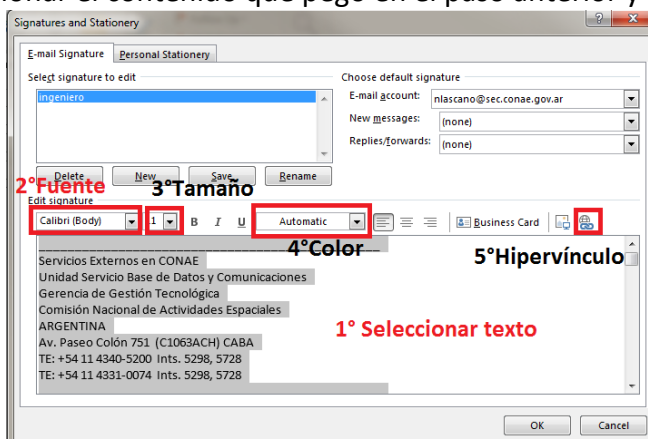 onar el contenido que pegó en el paso anterior y
Signatures and Stationery
E-mail Signature Personal Stationery
Select signature to edit
Choose default signature
ingeniero
E-mail account: nlascano@sec.conae.gov.ar
New messages: (none)
Replies/forwards: (none)
Delete New Save Rename
2°Fuente 3°Tamaño
Edit signature
Calibri (Body) 1 B I U Automatic Business Card
4°Color 5°Hipervínculo
Servicios Externos en CONAE
Unidad Servicio Base de Datos y Comunicaciones
Gerencia de Gestión Tecnológica
Comisión Nacional de Actividades Espaciales
ARGENTINA
1° Seleccionar texto
Av. Paseo Colón 751 (C1063ACH) CABA
TE: +54 11 4340-5200 Ints. 5298, 5728
TE: +54 11 4331-0074 Ints. 5298, 5728
OK Cancel